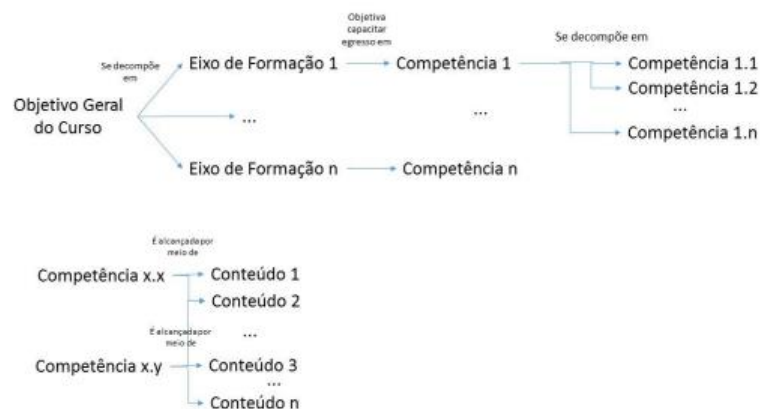 Objetiva
capacitar
egresso em
Se decompõe em
Se decompõe
em
Eixo de Formação 1
Competência 1
Competência 1.1
Competência 1.2
Objetivo Geral
do Curso
...
...
...
Competência 1.n
Eixo de Formação n
Competência n
É alcançada por
meio de
Competência x.x
Conteúdo 1
Conteúdo 2
...
É alcançada por
meio de
Competência x.y
Conteúdo 3
...
Conteúdo n